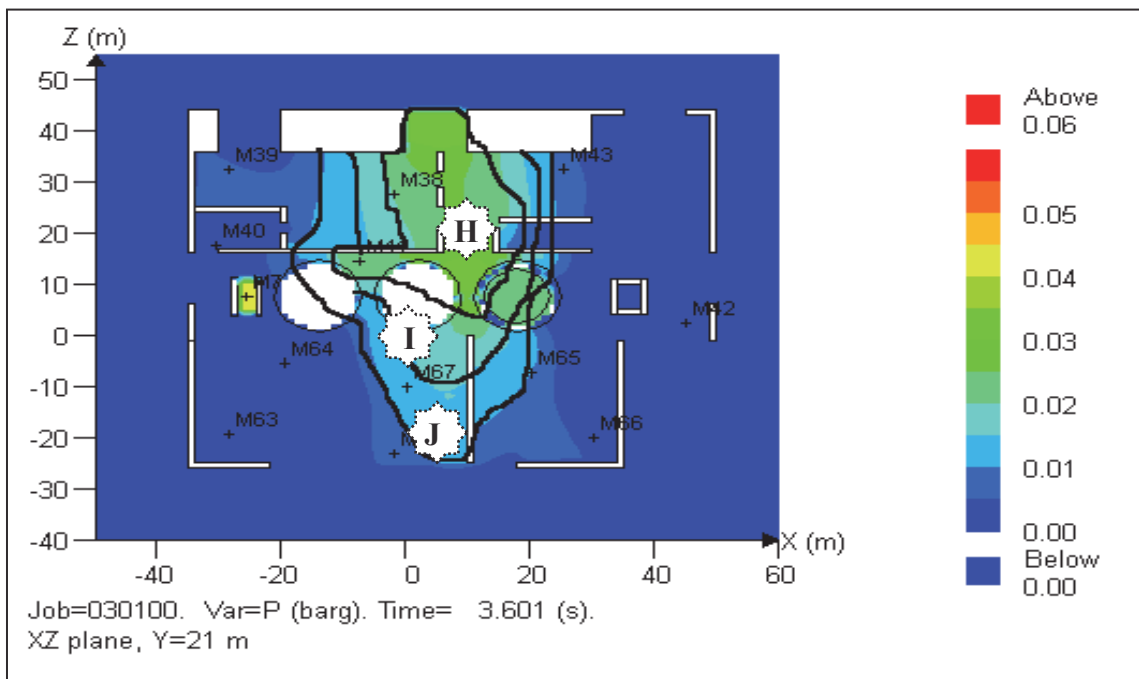 Z (m)
50
40
30
20
10
0
-10
-20
-30
-40
-40 -20 0 20 40 60
X (m)
M39
M38
M43
M40
H
M7
M42
I
M64
M67
M65
M63
J
M66
Above
0.06
0.05
0.04
0.03
0.02
0.01
0.00
Below
0.00
Job=030100. Var=P (barg). Time= 3.601 (s).
XZ plane, Y=21 m